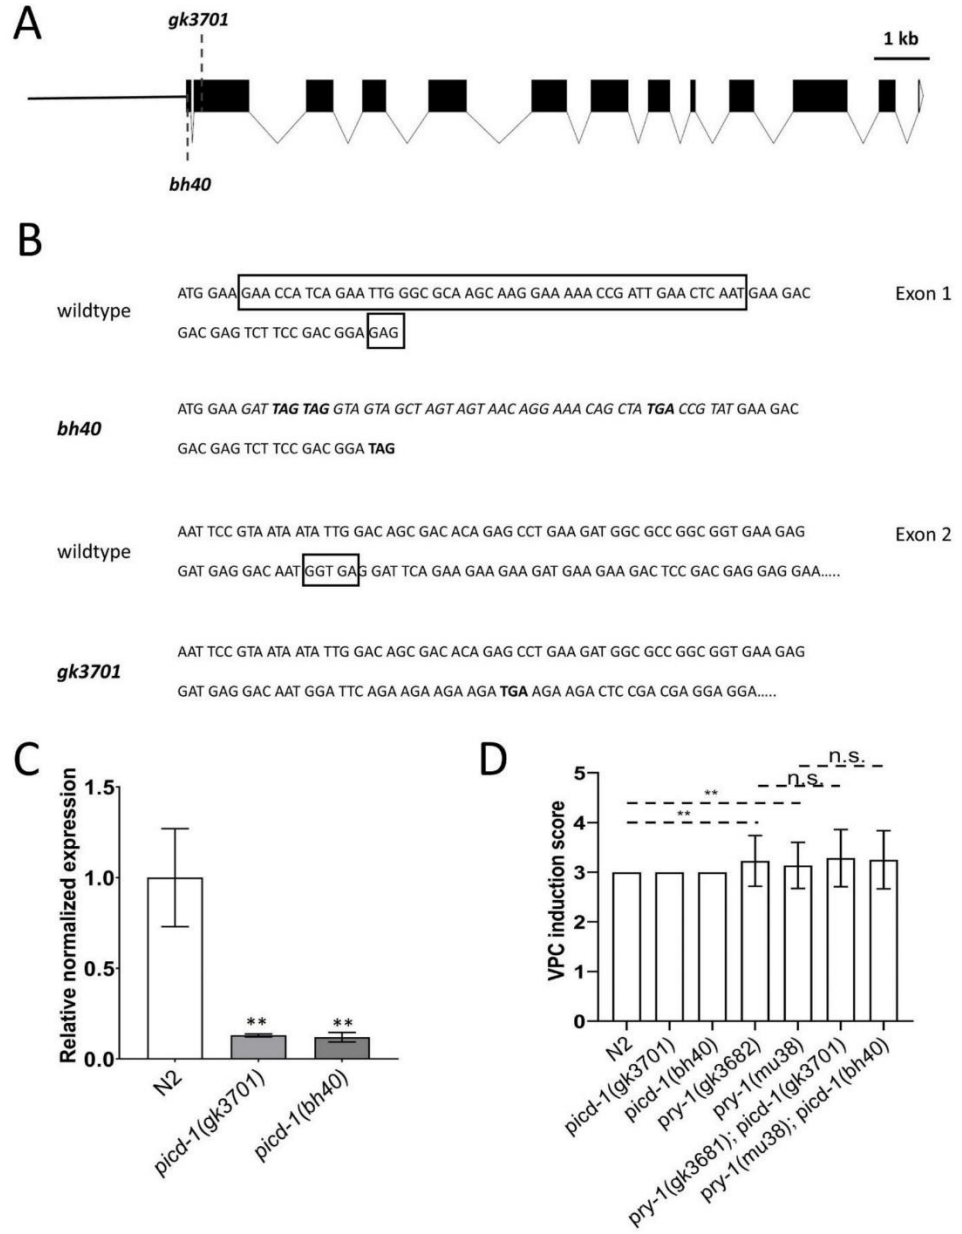 A
gk3701
1 kb
bh40
B
wildtype
ATG GAA GAA CCA TCA GAA TTG GGC GCA AGC AAG GAA AAA CCG ATT GAA CTC AAT GAA GAC
Exon 1
GAC GAG TCT TCC GAC GGA GAG
bh40
ATG GAA GAT TAG TAG GTA GTA GCT AGT AGT AAC AGG AAA CAG CTA TGA CCG TAT GAA GAC
GAC GAG TCT TCC GAC GGA TAG
wildtype
AAT TCC GTA ATA ATA TTG GAC AGC GAC ACA GAG CCT GAA GAT GGC GCC GGC GGT GAA GAG
Exon 2
GAT GAG GAC AAT GGT GAG GAT TCA GAA GAA GAA GAT GAA GAA GAC TCC GAC GAG GAG GAA.....
gk3701
AAT TCC GTA ATA ATA TTG GAC AGC GAC ACA GAG CCT GAA GAT GGC GCC GGC GGT GAA GAG
GAT GAG GAC AAT GGA TTC AGA AGA AGA AGA TGA AGA AGA CTC CGA CGA GGA GGA.....
C
Relative normalized expression
1.5
1.0
0.5
0.0
**
**
N2
picd-1(gk3701)
picd-1(bh40)
D
VPC induction score
5
4
3
2
1
0
n.s.
n.s.
**
**
N2
picd-1(gk3701)
picd-1(bh40)
pry-1(gk3682)
pry-1(mu38)
pry-1(gk3681); picd-1(gk3701)
pry-1(mu38); picd-1(bh40)